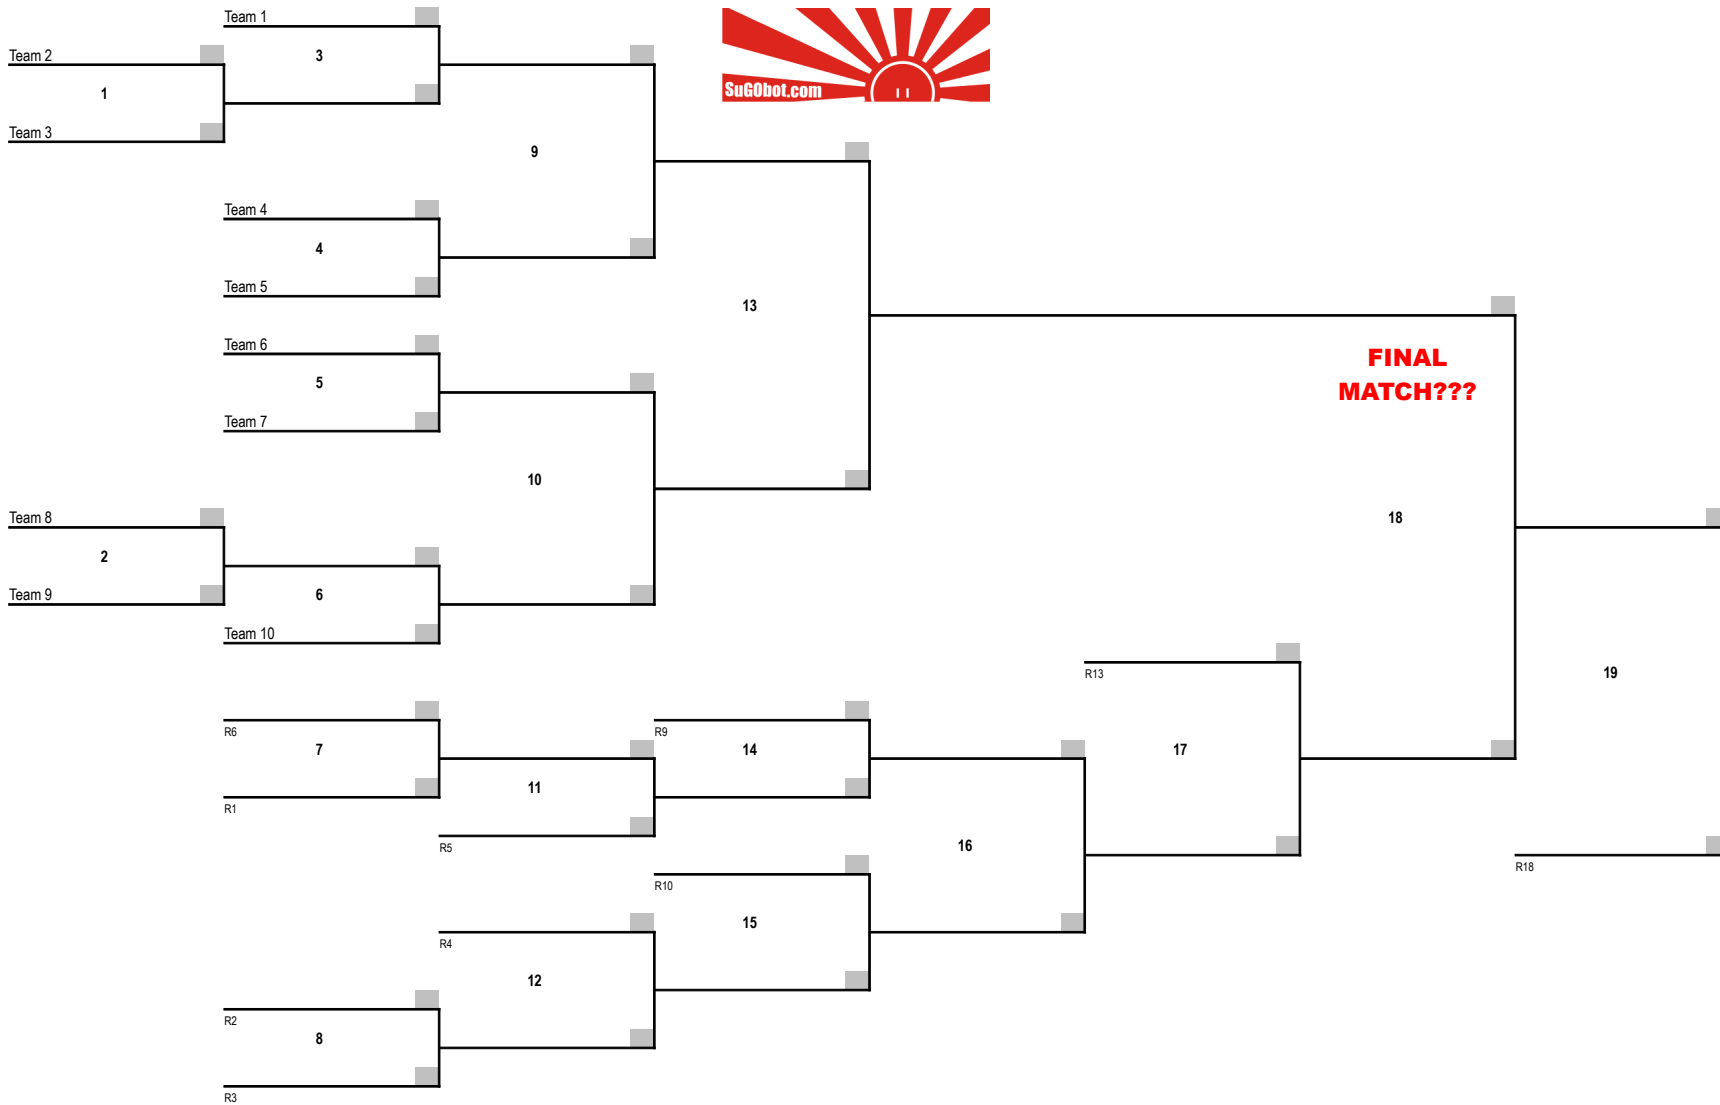 Team 1
Team 2
3
1
SuGObot.com
Team 3
9
Team 4
4
Team 5
13
Team 6
FINAL
MATCH???
5
Team 7
10
Team 8
18
2
Team 9
6
Team 10
R13
19
R6
R9
7
14
17
11
R1
R5
16
R18
R10
15
R4
12
R2
8
R3